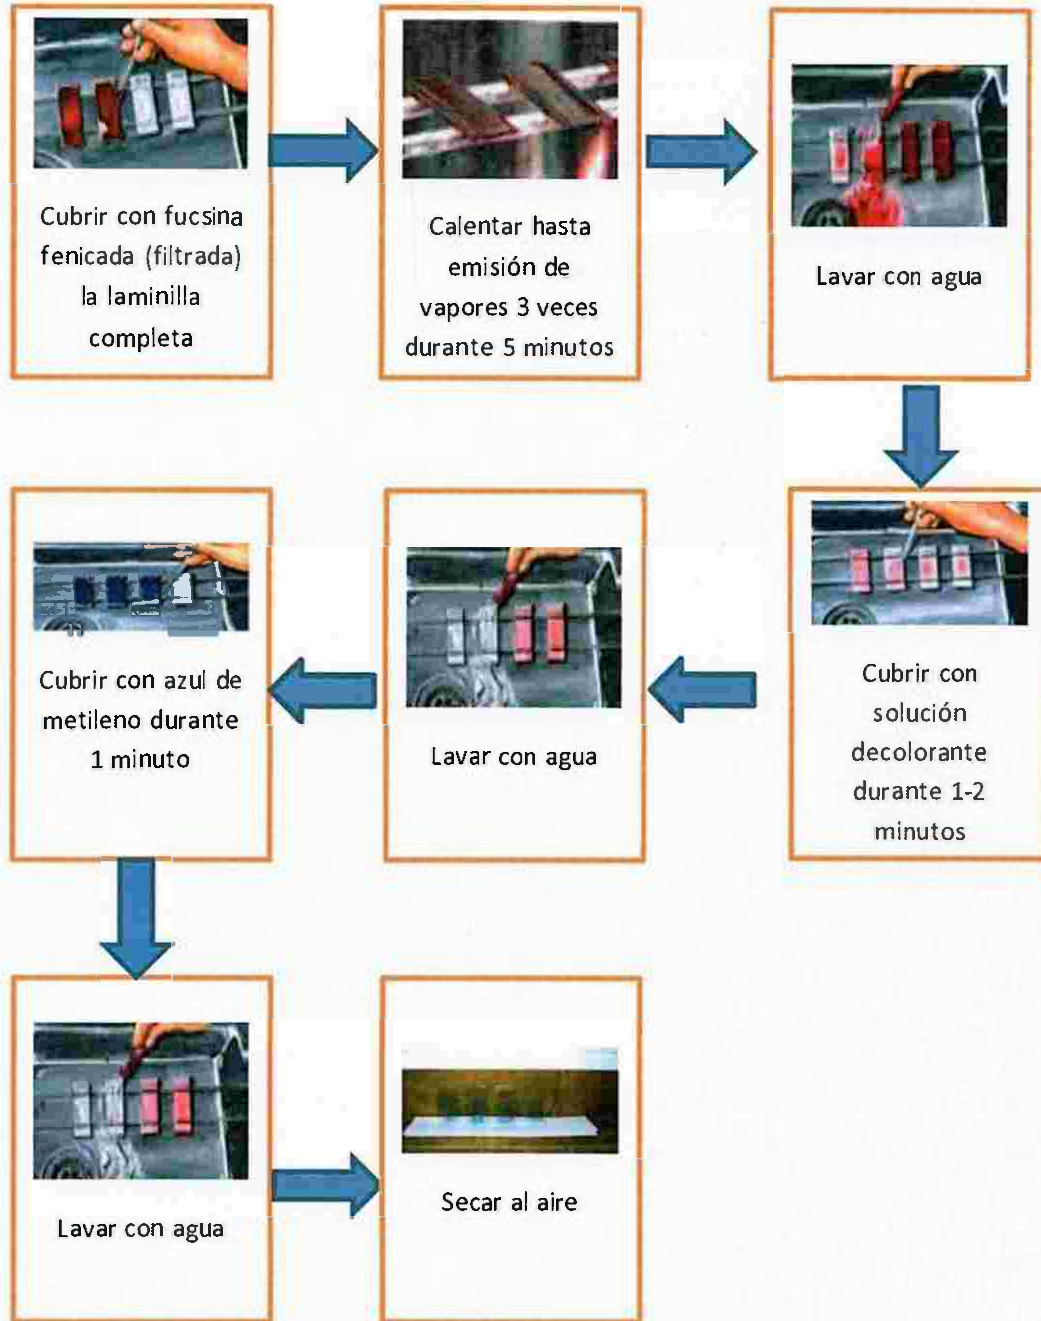 Cubrir con fucsina
fenicada (filtrada)
la laminilla
completa
Calentar hasta
emisión de
vapores 3 veces
durante 5 minutos
Lavar con agua
Cubrir con
solución
decolorante
durante 1-2
minutos
Lavar con agua
Cubrir con azul de
metileno durante
1 minuto
Lavar con agua
Secar al aire